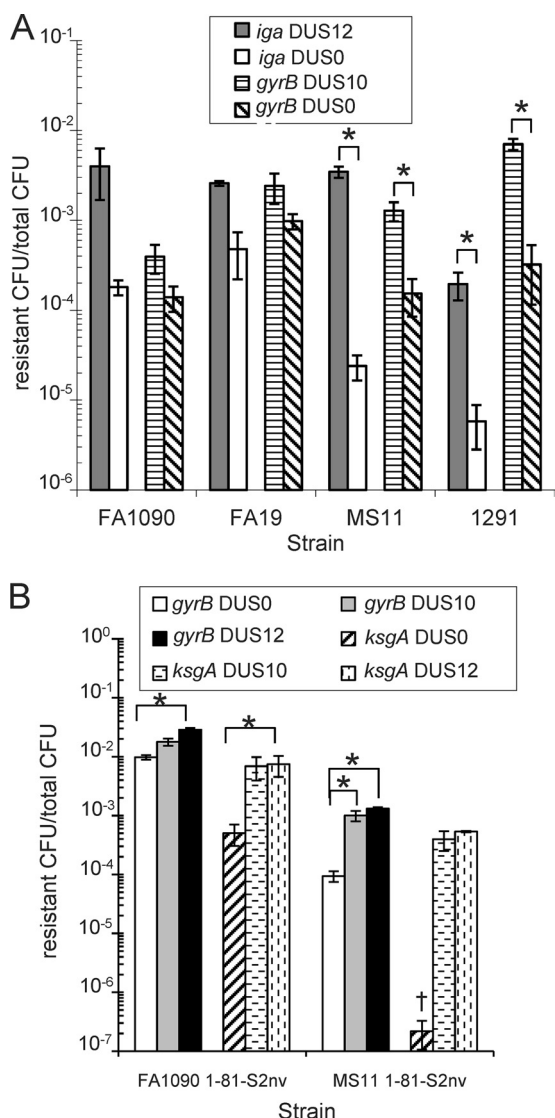 A
iga DUS12
iga DUS0
gyrB DUS10
gyrB DUS0
resistant CFU/total CFU
10⁻¹
10⁻²
10⁻³
10⁻⁴
10⁻⁵
10⁻⁶
* * * * *
FA1090 FA19 MS11 1291
Strain
B
gyrB DUS0 gyrB DUS10
gyrB DUS12 ksgA DUS0
ksgA DUS10 ksgA DUS12
resistant CFU/total CFU
10⁰
10⁻¹
10⁻²
10⁻³
10⁻⁴
10⁻⁵
10⁻⁶
10⁻⁷
* * * *
†
FA1090 1-81-S2nv MS11 1-81-S2nv
Strain